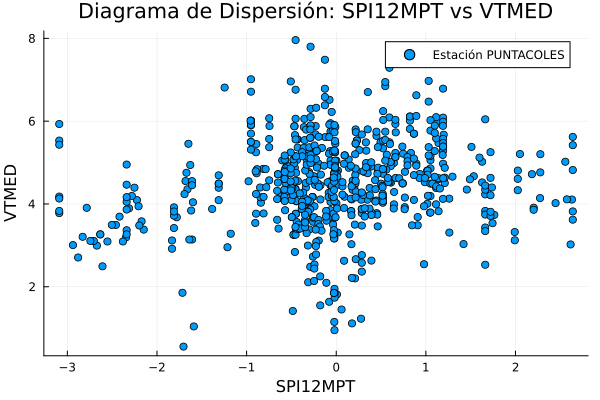 Diagrama de Dispersión: SPI12MPT vs VTMED
Estación PUNTACOLES
8
6
4
2
VTMED
−3 −2 −1 0 1 2
SPI12MPT